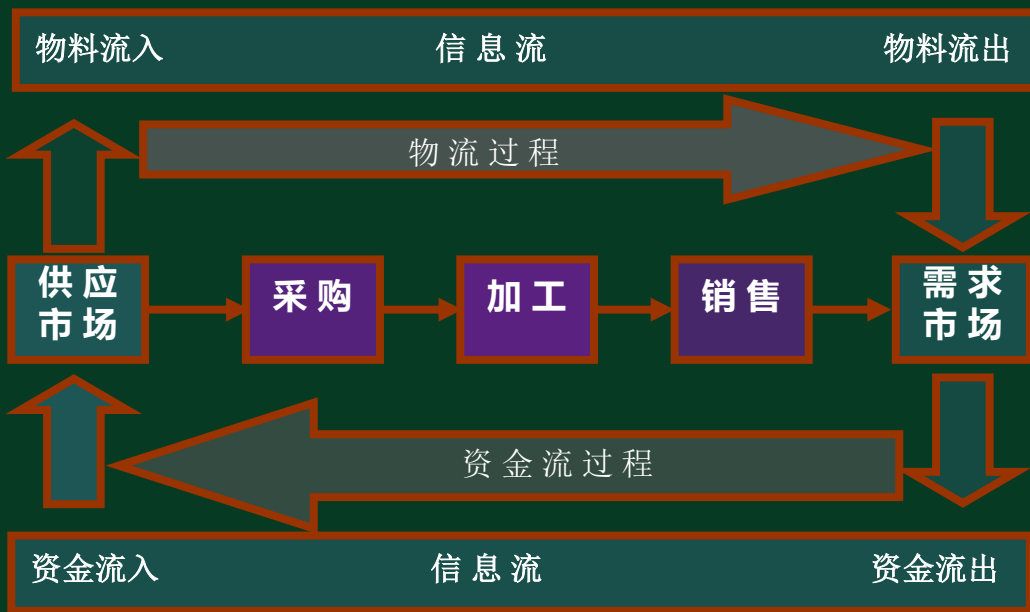 物料流入 信 息 流 物料流出
物 流 过 程
供 应
市 场
采 购
加 工
销 售
需 求
市 场
资 金 流 过 程
资金流入 信 息 流 资金流出